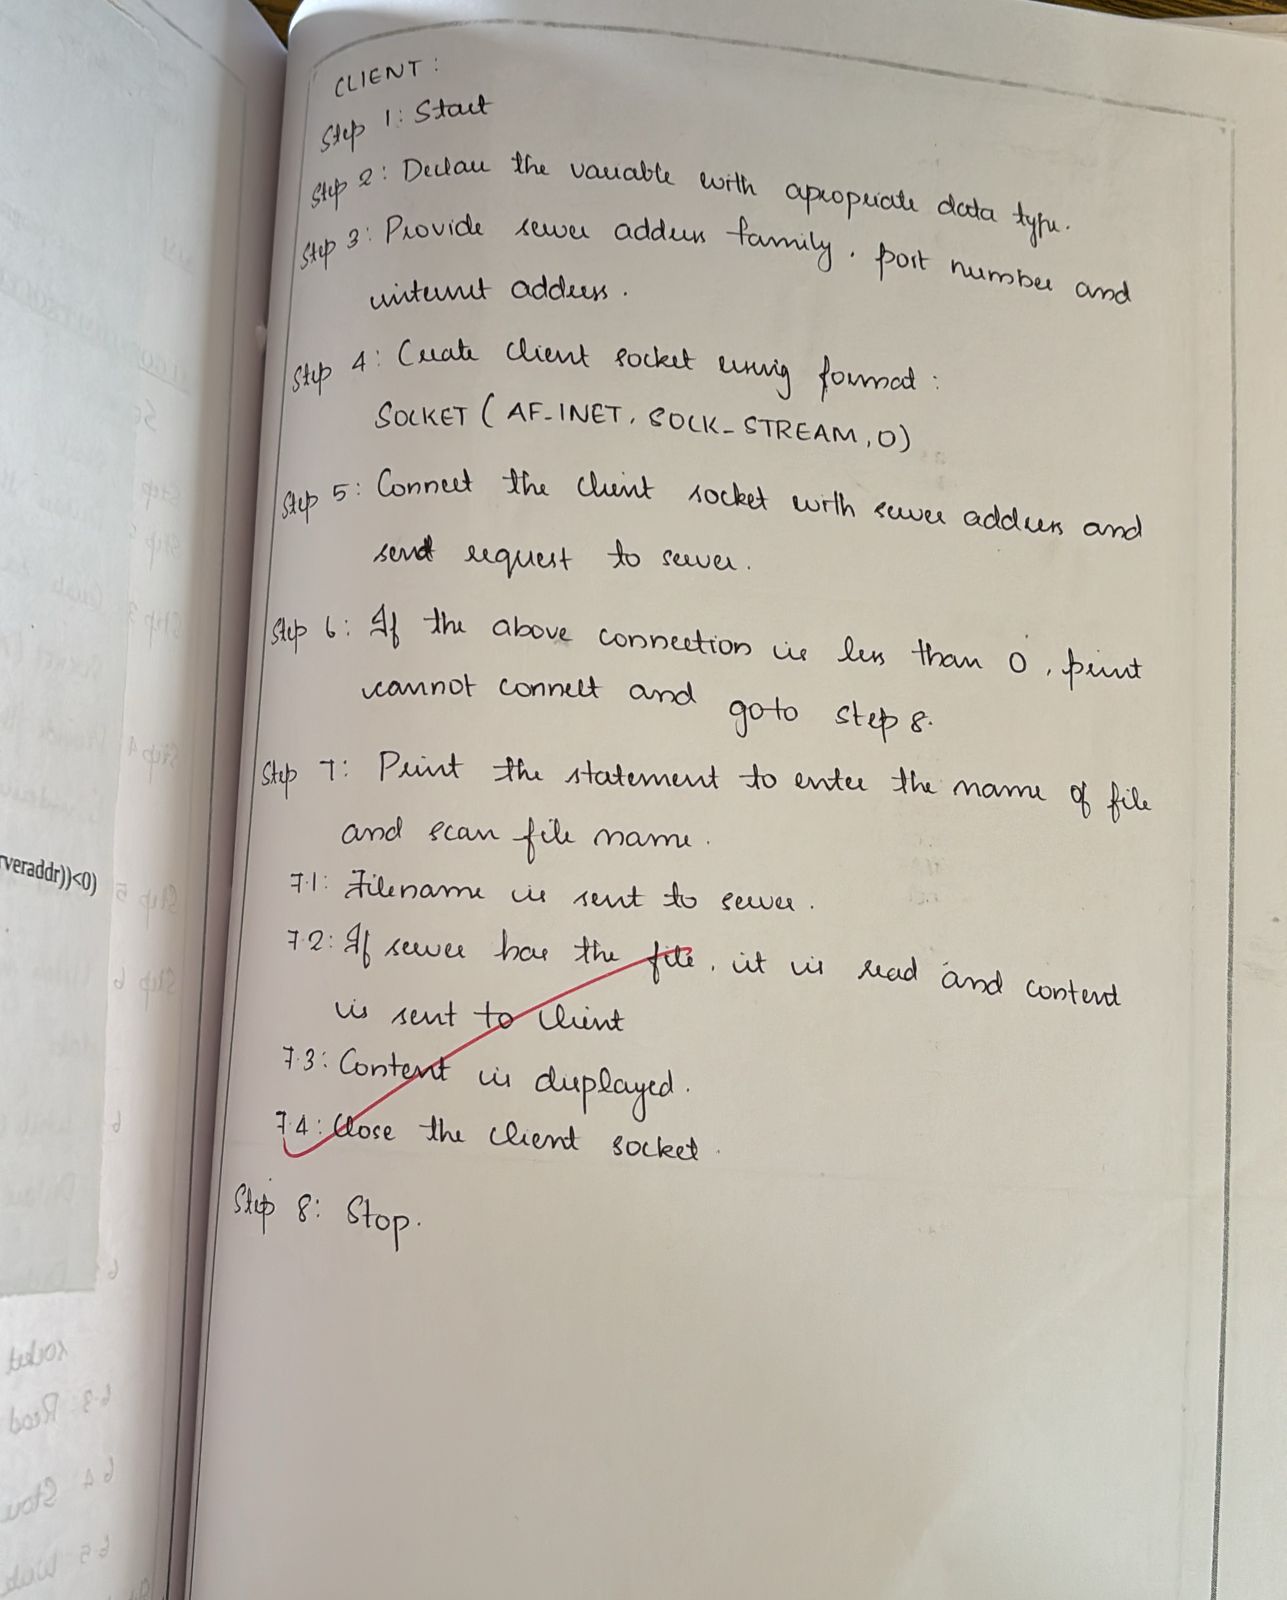 CLIENT:
Step 1: Start
Step 2: Declare the variable with apropriate data type.
Step 3: Provide server address family, port number and
internet address.
Step 4: Create client socket using format:
SOCKET (AF_INET, SOCK_STREAM, 0)
Step 5: Connect the client socket with server address and
send request to server.
Step 6: If the above connection is less than 0, print
cannot connect and goto step 8.
Step 7: Print the statement to enter the name of file
and scan file name.
7.1: Filename is sent to server.
7.2: If server has the file, it is read and content
is sent to client
7.3: Content is displayed.
7.4: Close the client socket.
Step 8: Stop.
rveraddr))<0)